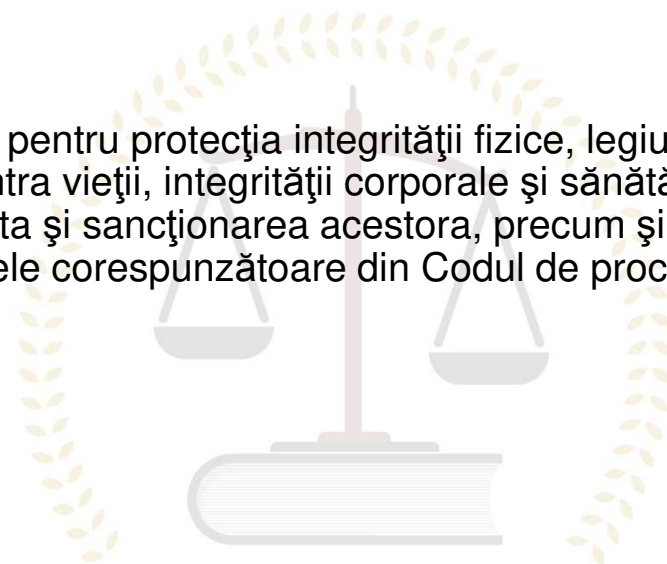 pentru protecţia integrităţii fizice, legiu
ntra vieţii, integrităţii corporale şi sănătă
ta şi sancţionarea acestora, precum şi
ele corespunzătoare din Codul de proc